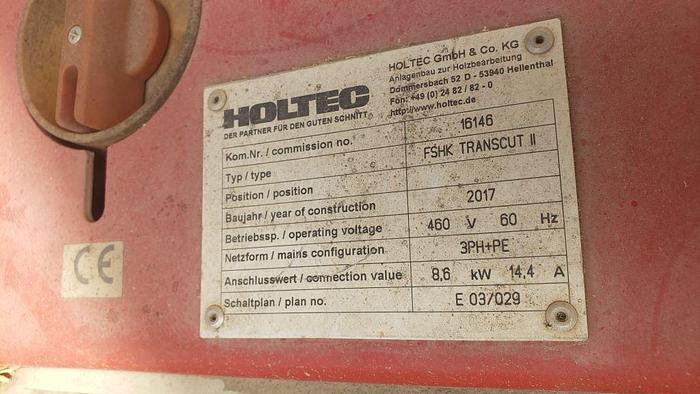 HOLTEC
DER PARTNER FÜR DEN GUTEN SCHNITT
HOLTEC GmbH & Co. KG
Anlagenbau zur Holzbearbeitung
Dommersbach 52 D - 53940 Hellenthal
Fon: +49 (0) 24 82 / 82 - 0
http://www.holtec.de
Kom.Nr. / commission no. 16146
Typ / type FSHK TRANSCUT II
Position / position
Baujahr / year of construction 2017
Betriebssp. / operating voltage 460 V 60 Hz
Netzform / mains configuration 3PH+PE
Anschlusswert / connection value 8,6 kW 14,4 A
Schaltplan / plan no. E 03/029
CE